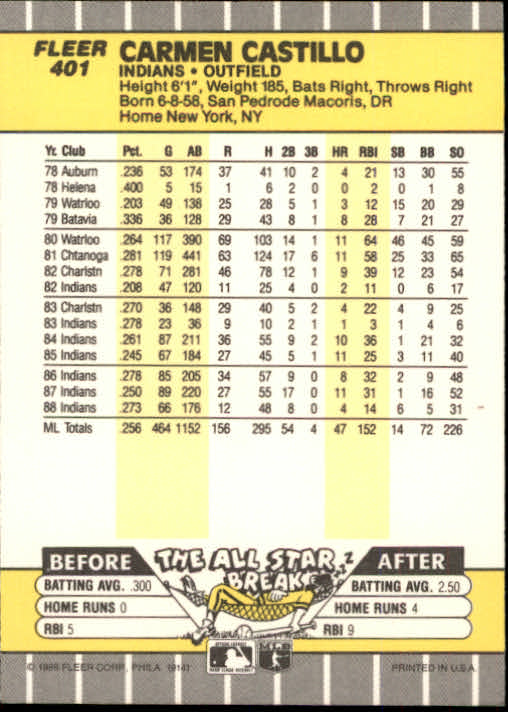 FLEER
401
CARMEN CASTILLO
INDIANS • OUTFIELD
Height 6'1", Weight 185, Bats Right, Throws Right
Born 6-8-58, San Pedrode Macoris, DR
Home New York, NY
Yr. Club Pct. G AB R H 2B 3B HR RBI SB BB SO
78 Auburn .236 53 174 37 41 10 2 4 21 13 30 55
78 Helena .400 5 15 1 6 2 0 0 2 0 1 8
79 Watrloo .203 49 138 25 28 5 1 3 12 15 20 29
79 Batavia .336 36 128 29 43 8 1 8 28 7 21 27
80 Watrloo .264 117 390 69 103 14 1 11 64 46 45 59
81 Chtanoga .281 119 441 63 124 17 6 11 58 25 33 65
82 Charlstn .278 71 281 46 78 12 1 9 39 12 23 54
82 Indians .208 47 120 11 25 4 0 2 11 0 6 17
83 Charlstn .270 36 148 29 40 5 2 4 22 4 9 25
83 Indians .278 23 36 9 10 2 1 1 3 1 4 6
84 Indians .261 87 211 36 55 9 2 10 36 1 21 32
85 Indians .245 67 184 27 45 5 1 11 25 3 11 40
86 Indians .278 85 205 34 57 9 0 8 32 2 9 48
87 Indians .250 89 220 27 55 17 0 11 31 1 16 52
88 Indians .273 66 176 12 48 8 0 4 14 6 5 31
ML Totals .256 464 1152 156 295 54 4 47 152 14 72 226
BEFORE THE ALL STAR BREAK AFTER
BATTING AVG. .300 BATTING AVG. 2.50
HOME RUNS 0 HOME RUNS 4
RBI 5 RBI 9
© 1988 FLEER CORP., PHILA. 19141 MLB PRINTED IN U.S.A.